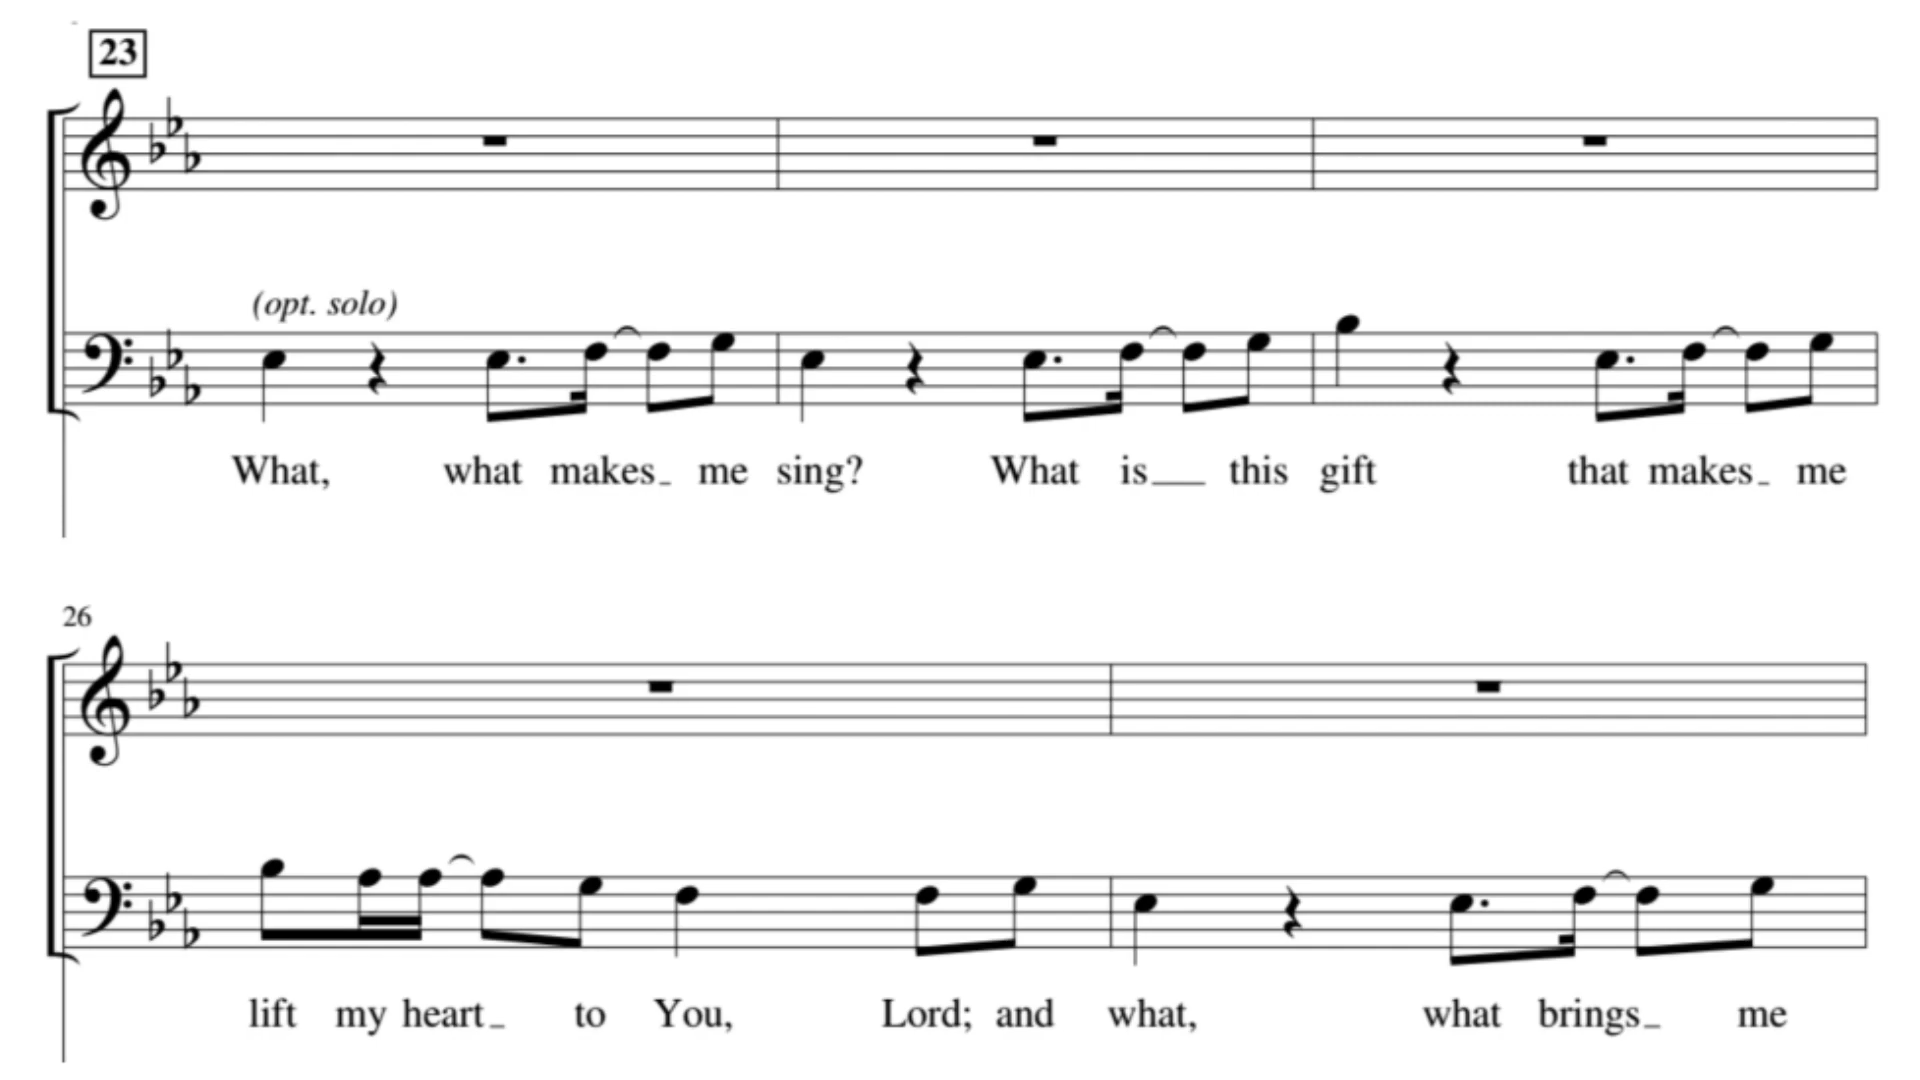 23
(opt. solo)
What, what makes_ me sing? What is__ this gift that makes_ me
26
lift my heart_ to You, Lord; and what, what brings_ me